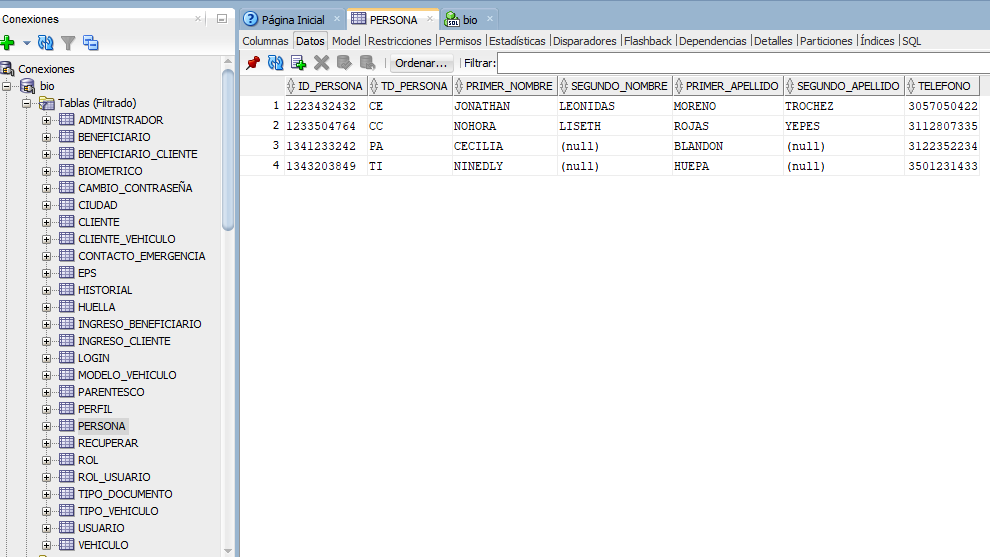 Conexiones
Conexiones
bio
Tablas (Filtrado)
ADMINISTRADOR
BENEFICIARIO
BENEFICIARIO_CLIENTE
BIOMETRICO
CAMBIO_CONTRASEÑA
CIUDAD
CLIENTE
CLIENTE_VEHICULO
CONTACTO_EMERGENCIA
EPS
HISTORIAL
HUELLA
INGRESO_BENEFICIARIO
INGRESO_CLIENTE
LOGIN
MODELO_VEHICULO
PARENTESCO
PERFIL
PERSONA
RECUPERAR
ROL
ROL_USUARIO
TIPO_DOCUMENTO
TIPO_VEHICULO
USUARIO
VEHICULO
Página Inicial PERSONA bio
Columnas Datos Model Restricciones Permisos Estadísticas Disparadores Flashback Dependencias Detalles Particiones Índices SQL
Ordenar... Filtrar:
ID_PERSONA TD_PERSONA PRIMER_NOMBRE SEGUNDO_NOMBRE PRIMER_APELLIDO SEGUNDO_APELLIDO TELEFONO
1 1223432432 CE JONATHAN LEONIDAS MORENO TROCHEZ 3057050422
2 1233504764 CC NOHORA LISETH ROJAS YEPES 3112807335
3 1341233242 PA CECILIA (null) BLANDON (null) 3122352234
4 1343203849 TI NINEDLY (null) HUEPA (null) 3501231433